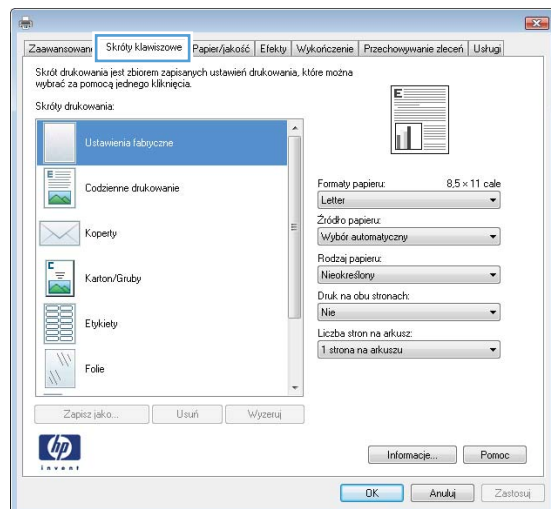 Zaawansowane
Skróty klawiszowe
Papier/jakość
Efekty
Wykończenie
Przechowywanie zleceń
Usługi
Skrót drukowania jest zbiorem zapisanych ustawień drukowania, które można
wybrać za pomocą jednego kliknięcia.
Skróty drukowania:
Ustawienia fabryczne
Codzienne drukowanie
Koperty
Karton/Gruby
Etykiety
Folie
Zapisz jako...
Usuń
Wyzeruj
E
Formaty papieru: 8,5 × 11 cale
Letter
Źródło papieru:
Wybór automatyczny
Rodzaj papieru:
Nieokreślony
Druk na obu stronach:
Nie
Liczba stron na arkusz:
1 strona na arkuszu
hp
invent
Informacje...
Pomoc
OK
Anuluj
Zastosuj